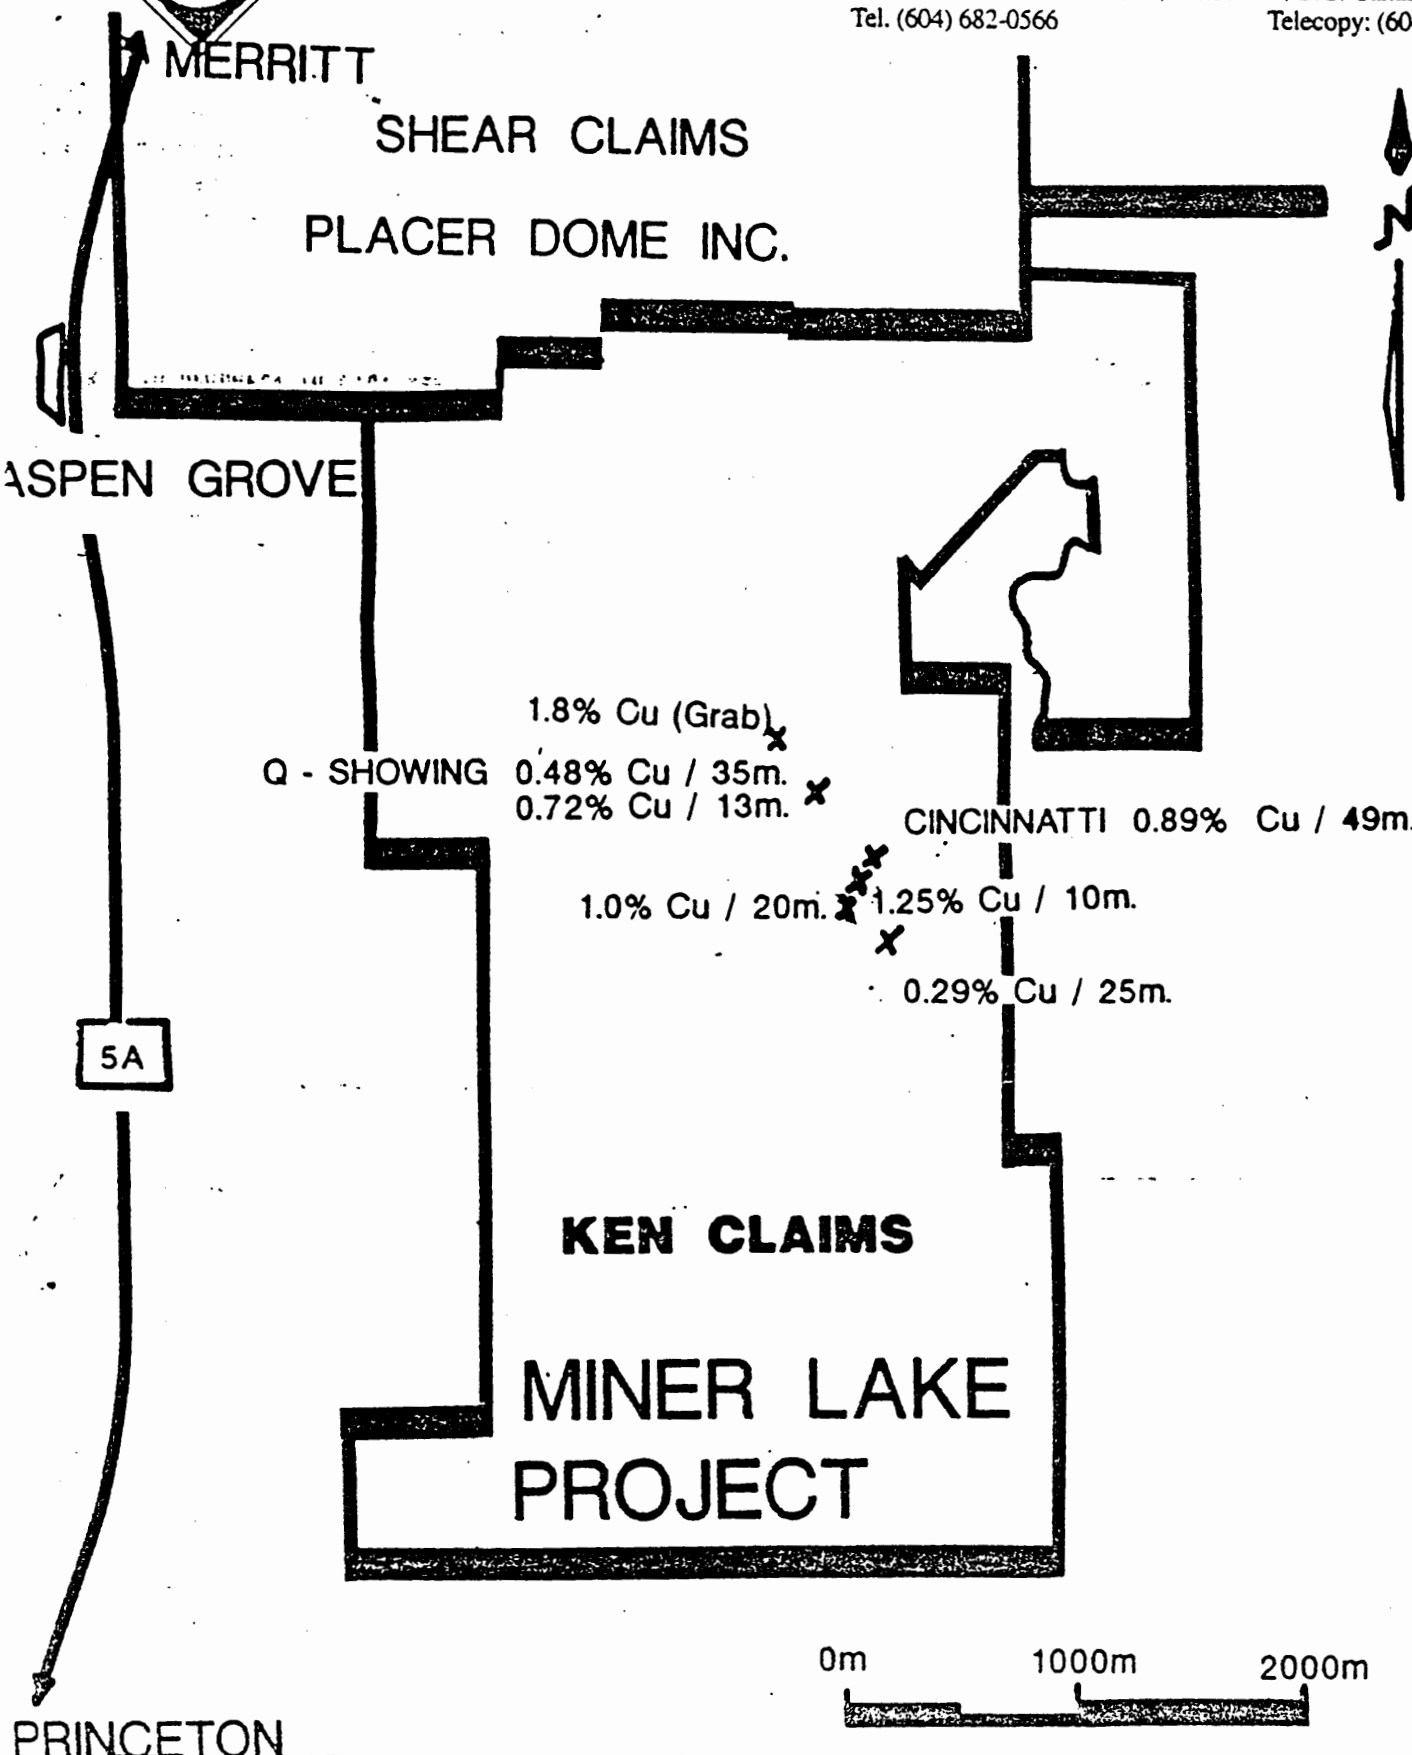 Tel. (604) 682-0566
Telecopy: (60
MERRITT
SHEAR CLAIMS
PLACER DOME INC.
N
ASPEN GROVE
1.8% Cu (Grab)
Q - SHOWING 0.48% Cu / 35m.
0.72% Cu / 13m.
CINCINNATTI 0.89% Cu / 49m.
1.0% Cu / 20m.
1.25% Cu / 10m.
0.29% Cu / 25m.
5A
KEN CLAIMS
MINER LAKE
PROJECT
0m 1000m 2000m
PRINCETON